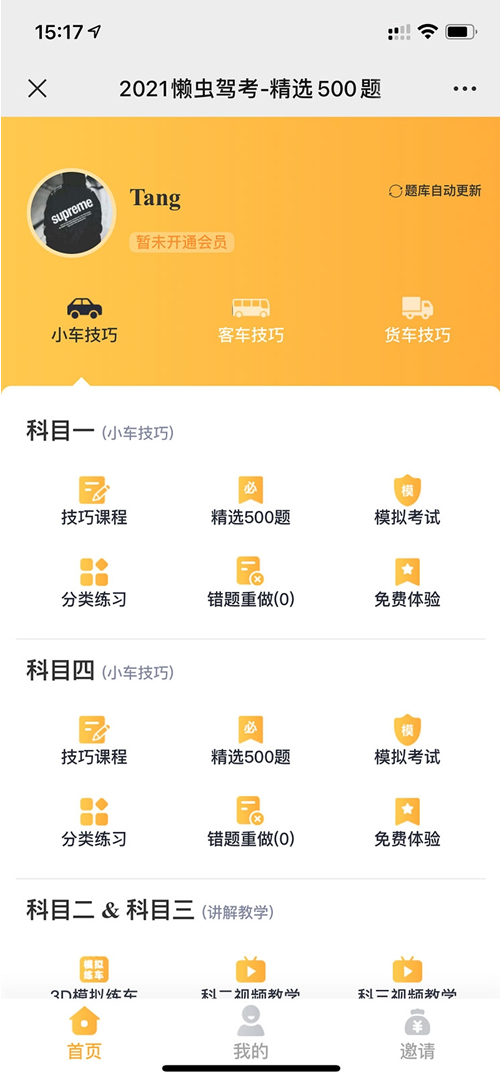 15:17
2021懒虫驾考-精选500题
supreme
Tang
题库自动更新
暂未开通会员
小车技巧 客车技巧 货车技巧
科目一 (小车技巧)
必 模
技巧课程 精选500题 模拟考试
分类练习 错题重做(0) 免费体验
科目四 (小车技巧)
必 模
技巧课程 精选500题 模拟考试
分类练习 错题重做(0) 免费体验
科目二 & 科目三 (讲解教学)
模拟
练车
3D模拟练车 科二视频教学 科三视频教学
¥
首页 我的 邀请